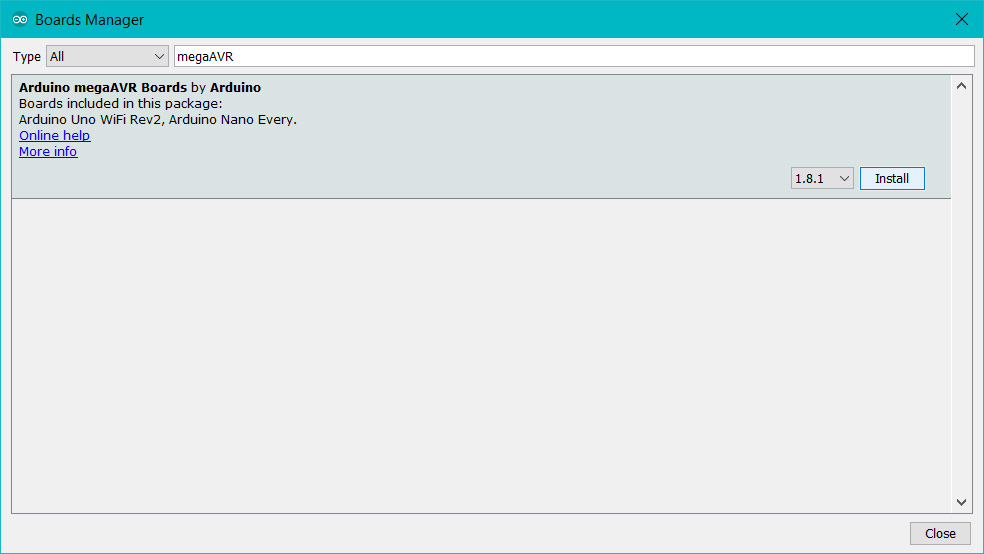 Boards Manager
Type All megaAVR
Arduino megaAVR Boards by Arduino
Boards included in this package:
Arduino Uno WiFi Rev2, Arduino Nano Every.
Online help
More info
1.8.1 Install
Close